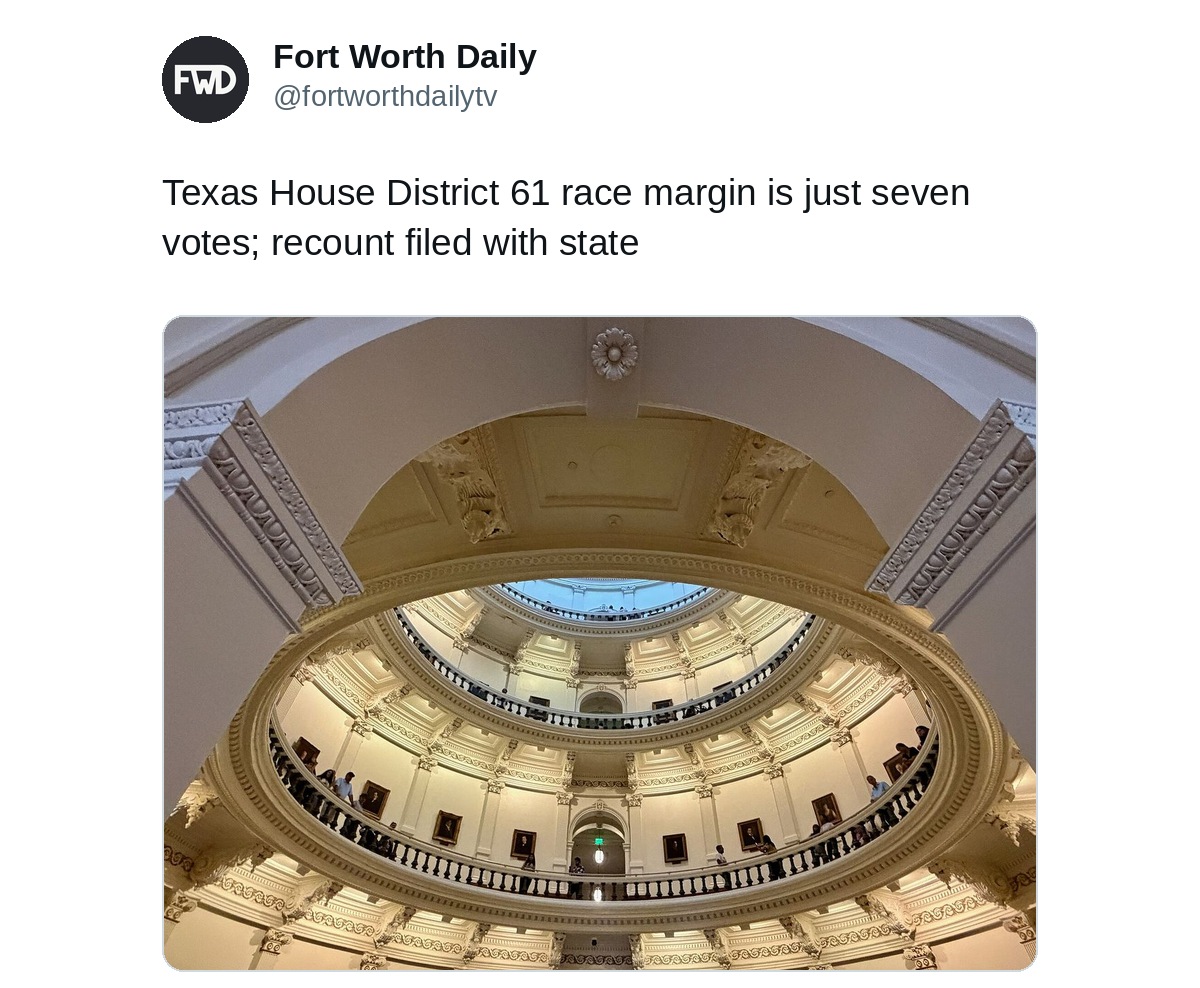 FWD
Fort Worth Daily
@fortworthdailytv
Texas House District 61 race margin is just seven
votes; recount filed with state